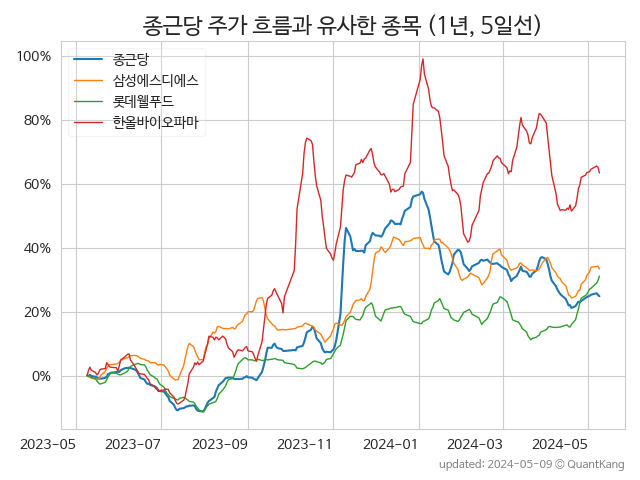 종근당 주가 흐름과 유사한 종목 (1년, 5일선)
종근당
삼성에스디에스
롯데웰푸드
한올바이오파마
100%
80%
60%
40%
20%
0%
2023-05 2023-07 2023-09 2023-11 2024-01 2024-03 2024-05
updated: 2024-05-09 © QuantKang